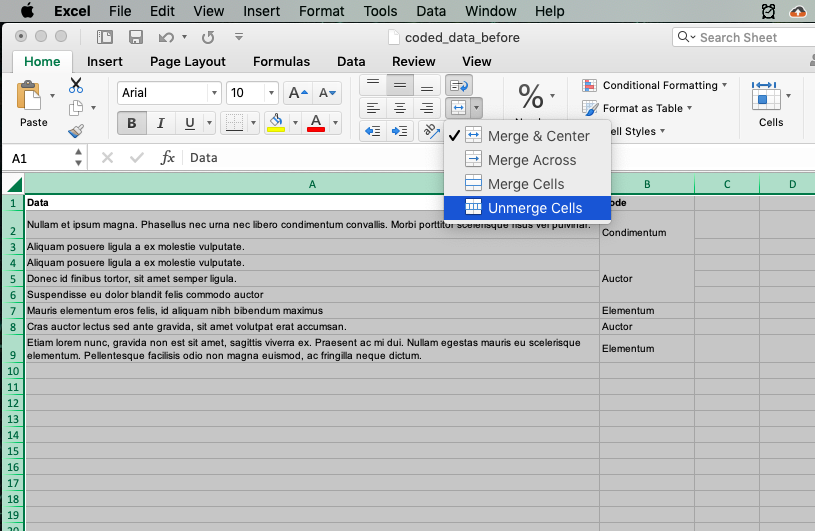 Excel File Edit View Insert Format Tools Data Window Help
coded_data_before
Search Sheet
Home Insert Page Layout Formulas Data Review View
Paste
Arial
10
A A
B I U
A
ab
%
Conditional Formatting
Format as Table
ell Styles
Cells
Merge & Center
Merge Across
Merge Cells
Unmerge Cells
A1
fx Data
A B C D
1 Data ode
2 Nullam et ipsum magna. Phasellus nec urna nec libero condimentum convallis. Morbi porttitor scelerisque risus vel pulvinar.
Condimentum
3 Aliquam posuere ligula a ex molestie vulputate.
4 Aliquam posuere ligula a ex molestie vulputate.
5 Donec id finibus tortor, sit amet semper ligula. Auctor
6 Suspendisse eu dolor blandit felis commodo auctor
7 Mauris elementum eros felis, id aliquam nibh bibendum maximus Elementum
8 Cras auctor lectus sed ante gravida, sit amet volutpat erat accumsan. Auctor
9 Etiam lorem nunc, gravida non est sit amet, sagittis viverra ex. Praesent ac mi dui. Nullam egestas mauris eu scelerisque
elementum. Pellentesque facilisis odio non magna euismod, ac fringilla neque dictum. Elementum
10
11
12
13
14
15
16
17
18
19
20